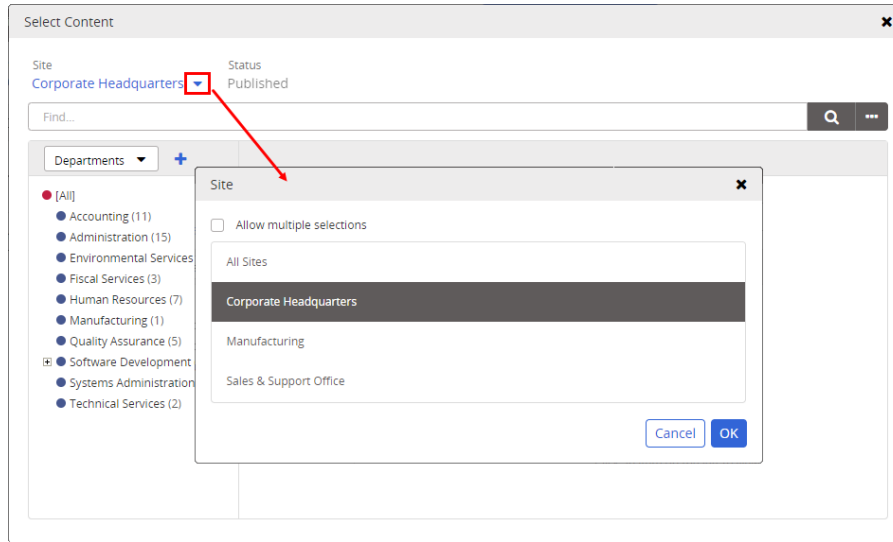 Select Content
Site Status
Corporate Headquarters Published
Find...
Departments
[All]
Accounting (11)
Administration (15)
Environmental Services
Fiscal Services (3)
Human Resources (7)
Manufacturing (1)
Quality Assurance (5)
Software Development
Systems Administration
Technical Services (2)
Site
Allow multiple selections
All Sites
Corporate Headquarters
Manufacturing
Sales & Support Office
Cancel OK